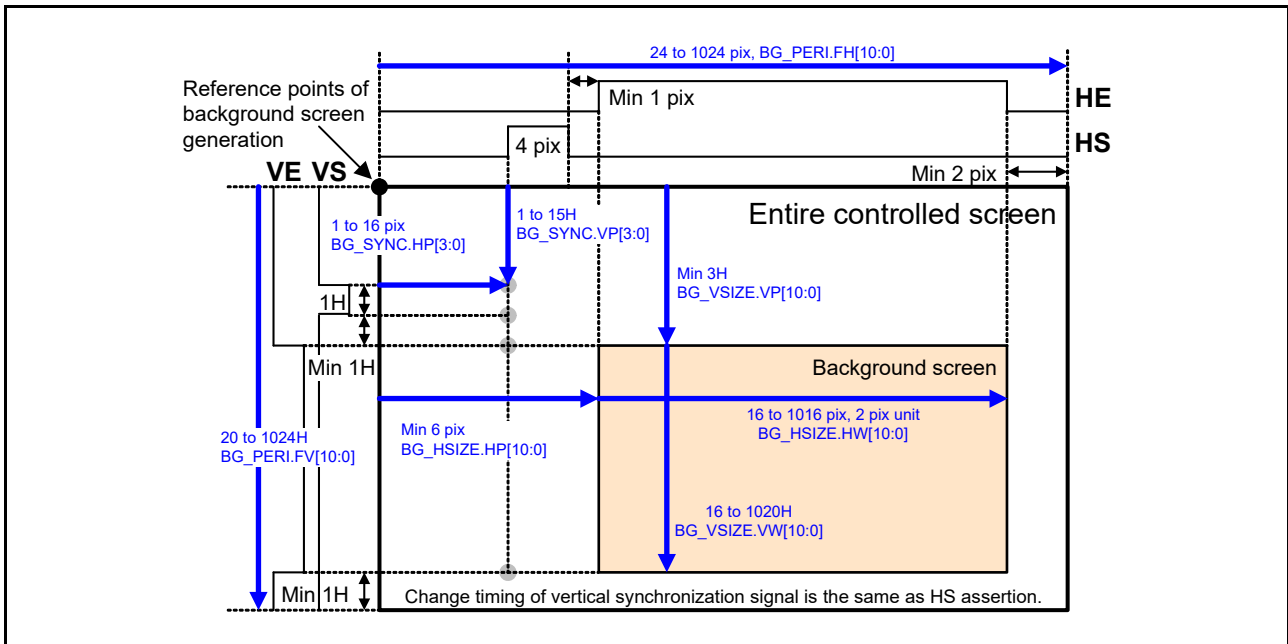 24 to 1024 pix, BG_PERI.FH[10:0]
Reference points of
background screen
generation
Min 1 pix
HE
4 pix
HS
VE VS
Min 2 pix
Entire controlled screen
1 to 16 pix
BG_SYNC.HP[3:0]
1 to 15H
BG_SYNC.VP[3:0]
Min 3H
BG_VSIZE.VP[10:0]
1H
Min 1H
Background screen
16 to 1016 pix, 2 pix unit
BG_HSIZE.HW[10:0]
Min 6 pix
BG_HSIZE.HP[10:0]
20 to 1024H
BG_PERI.FV[10:0]
16 to 1020H
BG_VSIZE.VW[10:0]
Min 1H
Change timing of vertical synchronization signal is the same as HS assertion.